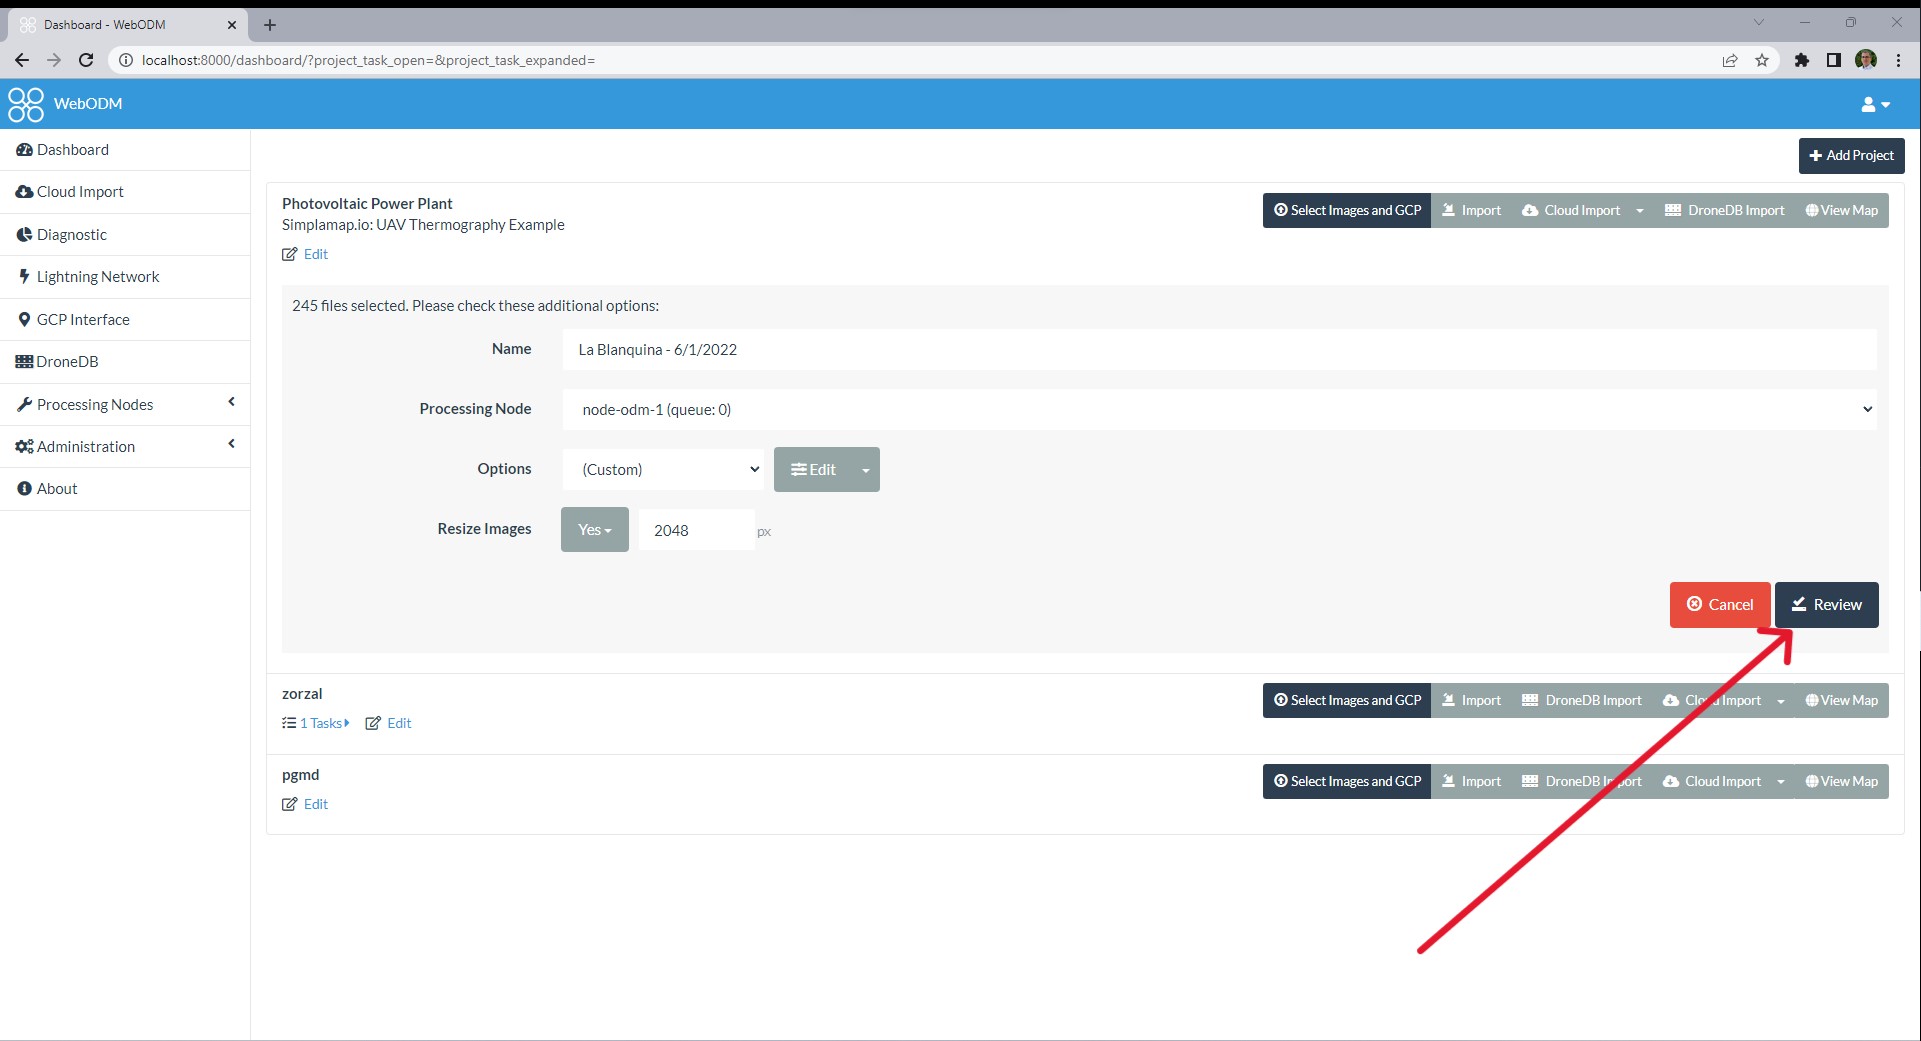 Dashboard - WebODM
localhost:8000/dashboard/?project_task_open=&project_task_expanded=
WebODM
Dashboard
Cloud Import
Diagnostic
Lightning Network
GCP Interface
DroneDB
Processing Nodes
Administration
About
Add Project
Photovoltaic Power Plant
Simplamap.io: UAV Thermography Example
Edit
Select Images and GCP Import Cloud Import DroneDB Import View Map
245 files selected. Please check these additional options:
Name La Blanquina - 6/1/2022
Processing Node node-odm-1 (queue: 0)
Options (Custom) Edit
Resize Images Yes 2048 px
Cancel Review
zorzal
1 Tasks Edit
Select Images and GCP Import DroneDB Import Cloud Import View Map
pgmd
Edit
Select Images and GCP Import DroneDB Import Cloud Import View Map